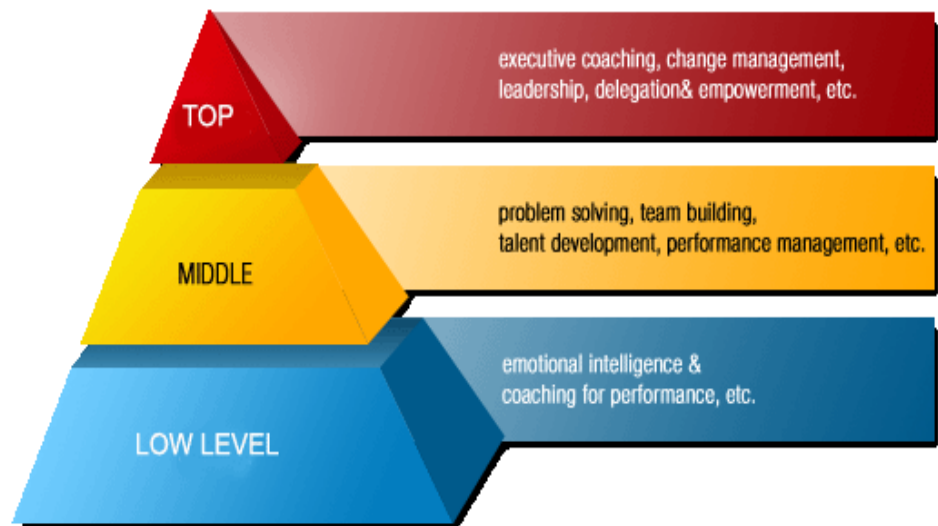 TOP
executive coaching, change management,
leadership, delegation& empowerment, etc.
MIDDLE
problem solving, team building,
talent development, performance management, etc.
LOW LEVEL
emotional intelligence &
coaching for performance, etc.